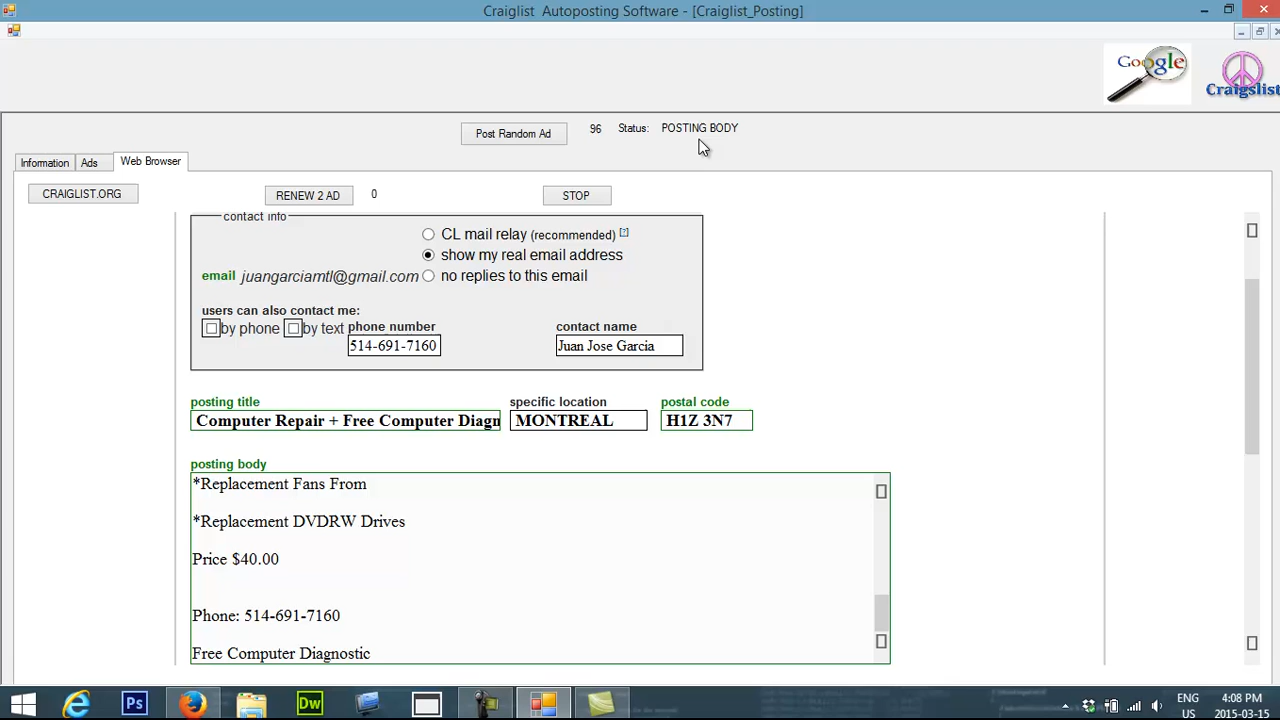 Craiglist Autoposting Software - [Craiglist_Posting]
Google
Craigslist
Post Random Ad 96 Status: POSTING BODY
Information Ads Web Browser
CRAIGLIST.ORG RENEW 2 AD 0 STOP
contact info
CL mail relay (recommended) [?]
show my real email address
email juangarciamtl@gmail.com no replies to this email
users can also contact me:
by phone by text phone number contact name
514-691-7160 Juan Jose Garcia
posting title specific location postal code
Computer Repair + Free Computer Diagn MONTREAL H1Z 3N7
posting body
*Replacement Fans From
*Replacement DVDRW Drives
Price $40.00
Phone: 514-691-7160
Free Computer Diagnostic
Ps Dw ENG 4:08 PM
US 2015-03-15